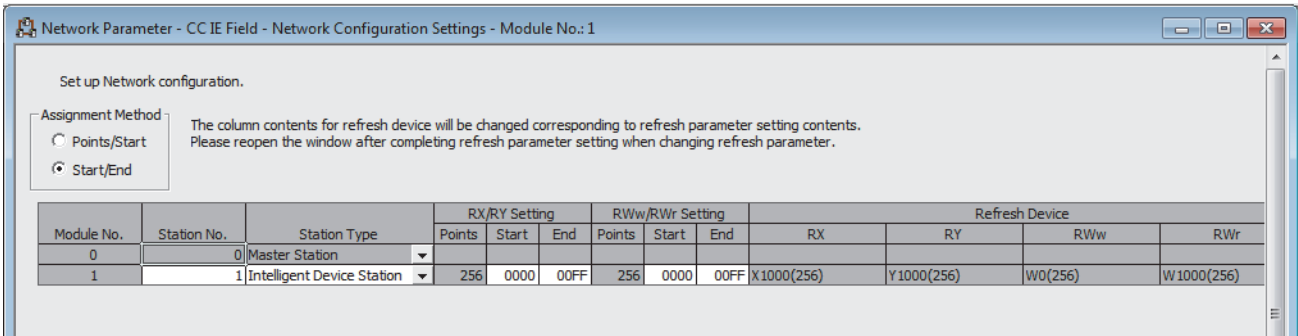 Network Parameter - CC IE Field - Network Configuration Settings - Module No.: 1
Set up Network configuration.
Assignment Method
Points/Start
Start/End
The column contents for refresh device will be changed corresponding to refresh parameter setting contents.
Please reopen the window after completing refresh parameter setting when changing refresh parameter.
RX/RY Setting RWw/RWr Setting Refresh Device
Module No. Station No. Station Type Points Start End Points Start End RX RY RWw RWr
0 0 Master Station
1 1 Intelligent Device Station 256 0000 00FF 256 0000 00FF X1000(256) Y1000(256) W0(256) W1000(256)